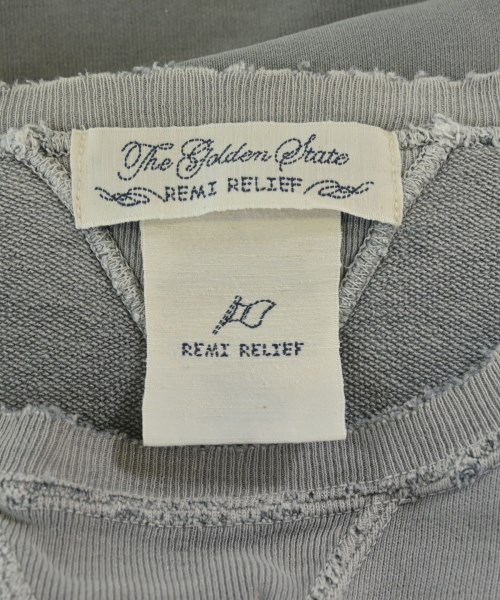 The Golden State
REMI RELIEF
REMI RELIEF